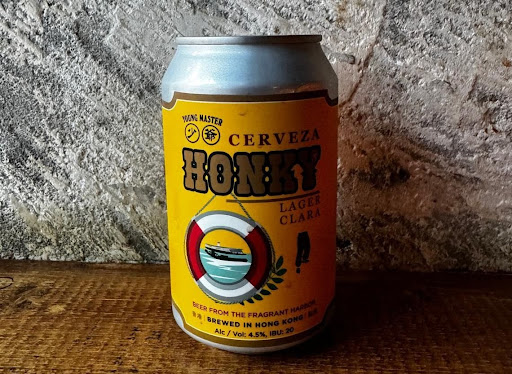 YOUNG MASTER
少爺
CERVEZA
HONKY
LAGER
CLARA
BEER FROM THE FRAGRANT HARBOR
BREWED IN HONG KONG
Alc / Vol: 4.5%, IBU: 20